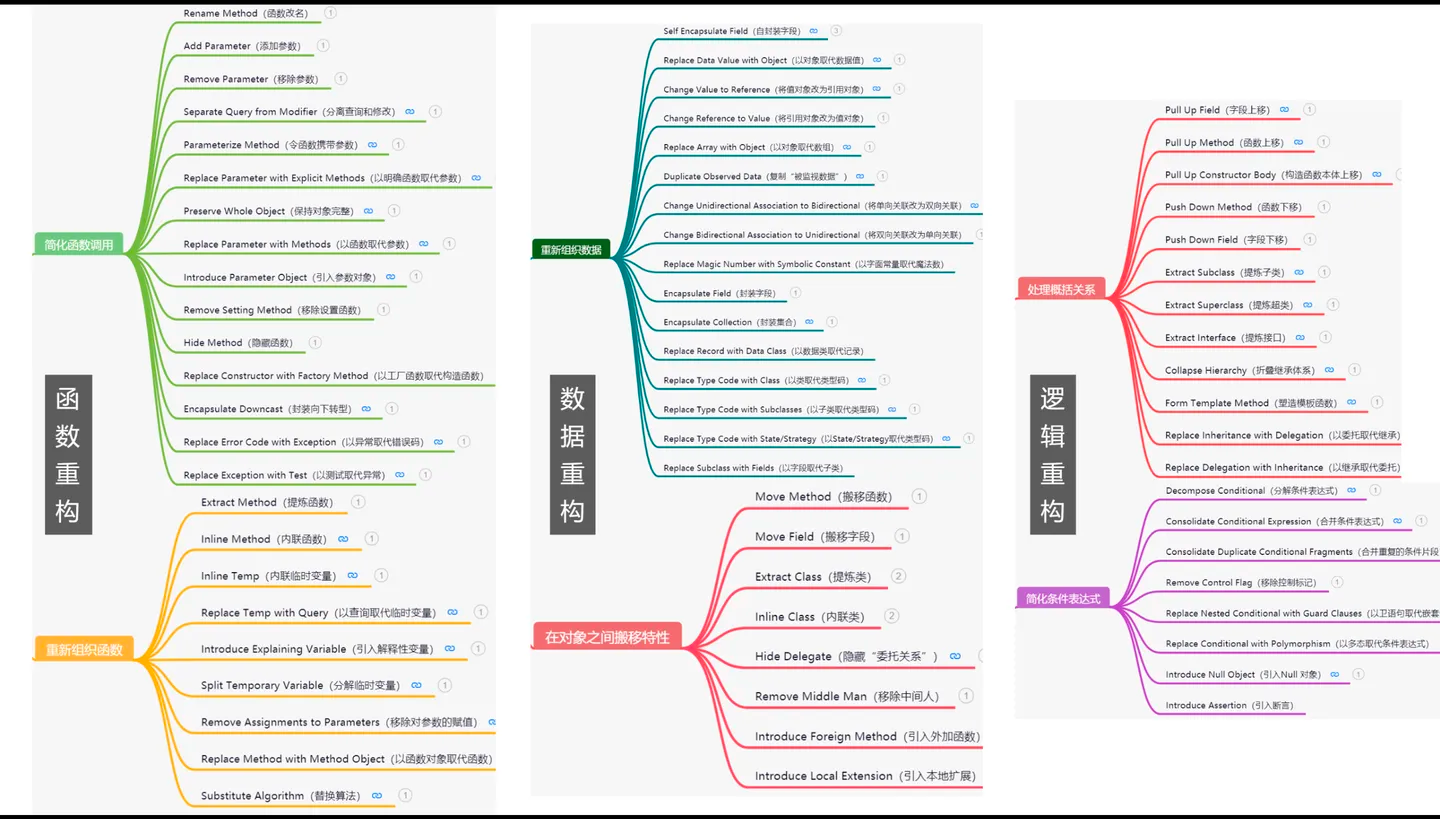 Rename Method（函数改名） 1
Add Parameter（添加参数） 1
Remove Parameter（移除参数） 1
Separate Query from Modifier（分离查询和修改） 1
Parameterize Method（令函数携带参数） 1
Replace Parameter with Explicit Methods（以明确函数取代参数）
Preserve Whole Object（保持对象完整） 1
简化函数调用
Replace Parameter with Methods（以函数取代参数） 1
Introduce Parameter Object（引入参数对象） 1
Remove Setting Method（移除设置函数） 1
Hide Method（隐藏函数） 1
Replace Constructor with Factory Method（以工厂函数取代构造函数）
Encapsulate Downcast（封装向下转型） 1
Replace Error Code with Exception（以异常取代错误码） 1
Replace Exception with Test（以测试取代异常） 1
函数重构
Extract Method（提炼函数） 1
Inline Method（内联函数） 1
Inline Temp（内联临时变量） 1
Replace Temp with Query（以查询取代临时变量） 1
重新组织函数
Introduce Explaining Variable（引入解释性变量） 1
Split Temporary Variable（分解临时变量） 1
Remove Assignments to Parameters（移除对参数的赋值）
Replace Method with Method Object（以函数对象取代函数）
Substitute Algorithm（替换算法） 1
Self Encapsulate Field（自封装字段） 3
Replace Data Value with Object（以对象取代数据值） 1
Change Value to Reference（将值对象改为引用对象） 1
Change Reference to Value（将引用对象改为值对象） 1
Replace Array with Object（以对象取代数组） 1
Duplicate Observed Data（复制“被监视数据”） 1
Change Unidirectional Association to Bidirectional（将单向关联改为双向关联）
Change Bidirectional Association to Unidirectional（将双向关联改为单向关联） 1
重新组织数据
Replace Magic Number with Symbolic Constant（以字面常量取代魔法数）
Encapsulate Field（封装字段） 1
Encapsulate Collection（封装集合） 1
Replace Record with Data Class（以数据类取代记录）
Replace Type Code with Class（以类取代类型码） 1
Replace Type Code with Subclasses（以子类取代类型码） 1
Replace Type Code with State/Strategy（以State/Strategy取代类型码） 1
Replace Subclass with Fields（以字段取代子类）
数据重构
Move Method（搬移函数） 1
Move Field（搬移字段） 1
Extract Class（提炼类） 2
Inline Class（内联类） 2
在对象之间搬移特性
Hide Delegate（隐藏“委托关系”）
Remove Middle Man（移除中间人） 1
Introduce Foreign Method（引入外加函数）
Introduce Local Extension（引入本地扩展）
Pull Up Field（字段上移） 1
Pull Up Method（函数上移） 1
Pull Up Constructor Body（构造函数本体上移）
Push Down Method（函数下移） 1
Push Down Field（字段下移） 1
Extract Subclass（提炼子类） 1
处理概括关系
Extract Superclass（提炼超类） 1
Extract Interface（提炼接口） 1
Collapse Hierarchy（折叠继承体系） 1
Form Template Method（塑造模板函数） 1
Replace Inheritance with Delegation（以委托取代继承）
Replace Delegation with Inheritance（以继承取代委托）
逻辑重构
Decompose Conditional（分解条件表达式） 1
Consolidate Conditional Expression（合并条件表达式） 1
Consolidate Duplicate Conditional Fragments（合并重复的条件片段
Remove Control Flag（移除控制标记） 1
简化条件表达式
Replace Nested Conditional with Guard Clauses（以卫语句取代嵌套
Replace Conditional with Polymorphism（以多态取代条件表达式）
Introduce Null Object（引入Null 对象） 1
Introduce Assertion（引入断言）